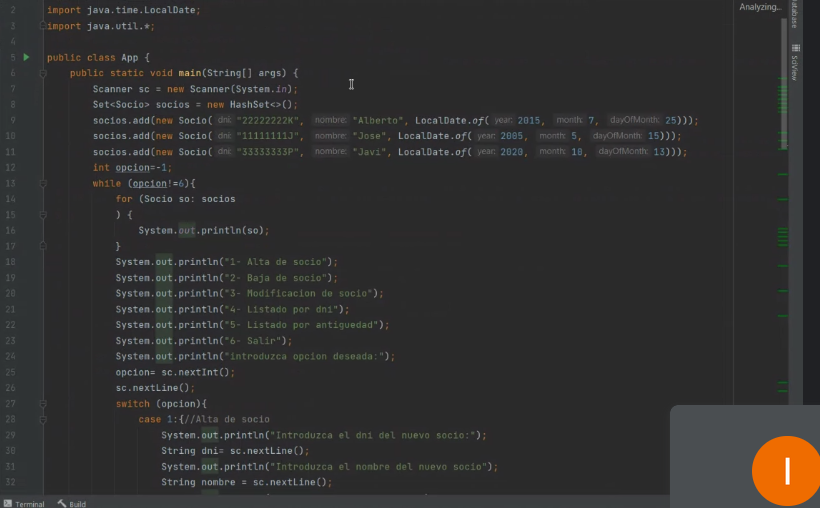 Analyzing...
Database
SciView
2 import java.time.LocalDate;
3 import java.util.*;
4
5 public class App {
6 public static void main(String[] args) {
7 Scanner sc = new Scanner(System.in);
8 Set<Socio> socios = new HashSet<>();
9 socios.add(new Socio( dni: "22222222K", nombre: "Alberto", LocalDate.of( year: 2015, month: 7, dayOfMonth: 25)));
10 socios.add(new Socio( dni: "11111111J", nombre: "Jose", LocalDate.of( year: 2005, month: 5, dayOfMonth: 15)));
11 socios.add(new Socio( dni: "33333333P", nombre: "Javi", LocalDate.of( year: 2020, month: 10, dayOfMonth: 13)));
12 int opcion=-1;
13 while (opcion!=6){
14 for (Socio so: socios
15 ) {
16 System.out.println(so);
17 }
18 System.out.println("1- Alta de socio");
19 System.out.println("2- Baja de socio");
20 System.out.println("3- Modificacion de socio");
21 System.out.println("4- Listado por dni");
22 System.out.println("5- Listado por antiguedad");
23 System.out.println("6- Salir");
24 System.out.println("introduzca opcion deseada:");
25 opcion= sc.nextInt();
26 sc.nextLine();
27 switch (opcion){
28 case 1:{//Alta de socio
29 System.out.println("Introduzca el dni del nuevo socio:");
30 String dni= sc.nextLine();
31 System.out.println("Introduzca el nombre del nuevo socio");
32 String nombre = sc.nextLine();
Terminal Build
I